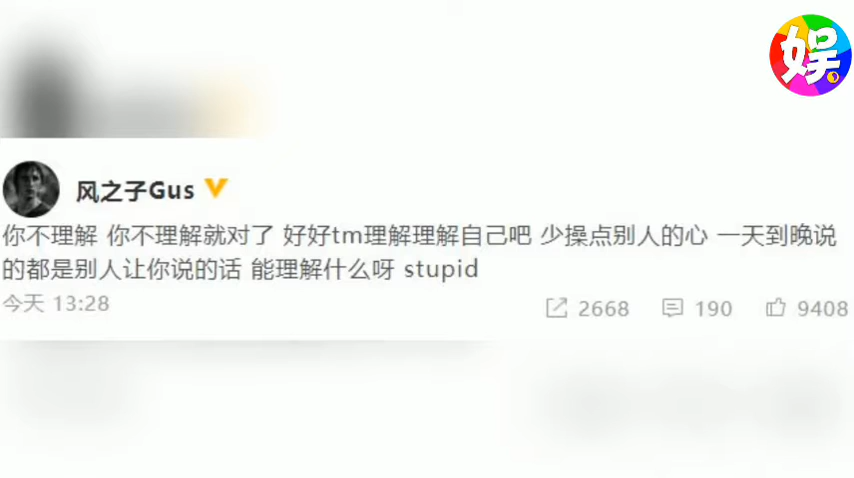 娱
风之子Gus
你不理解 你不理解就对了 好好tm理解理解自己吧 少操点别人的心 一天到晚说
的都是别人让你说的话 能理解什么呀 stupid
今天 13:28
2668 190 9408